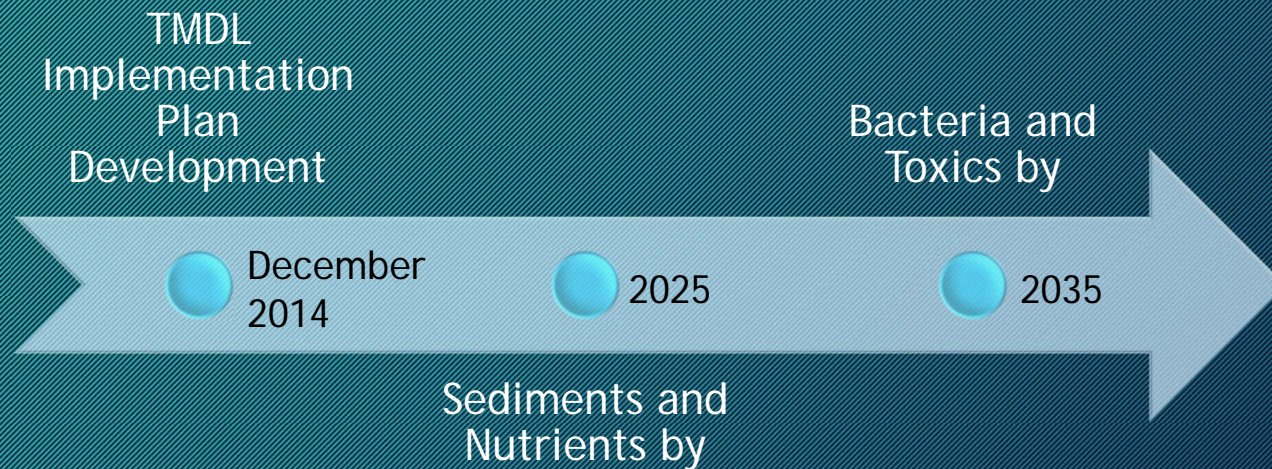 TMDL
Implementation
Plan
Development
December
2014
Sediments and
Nutrients by
2025
Bacteria and
Toxics by
2035